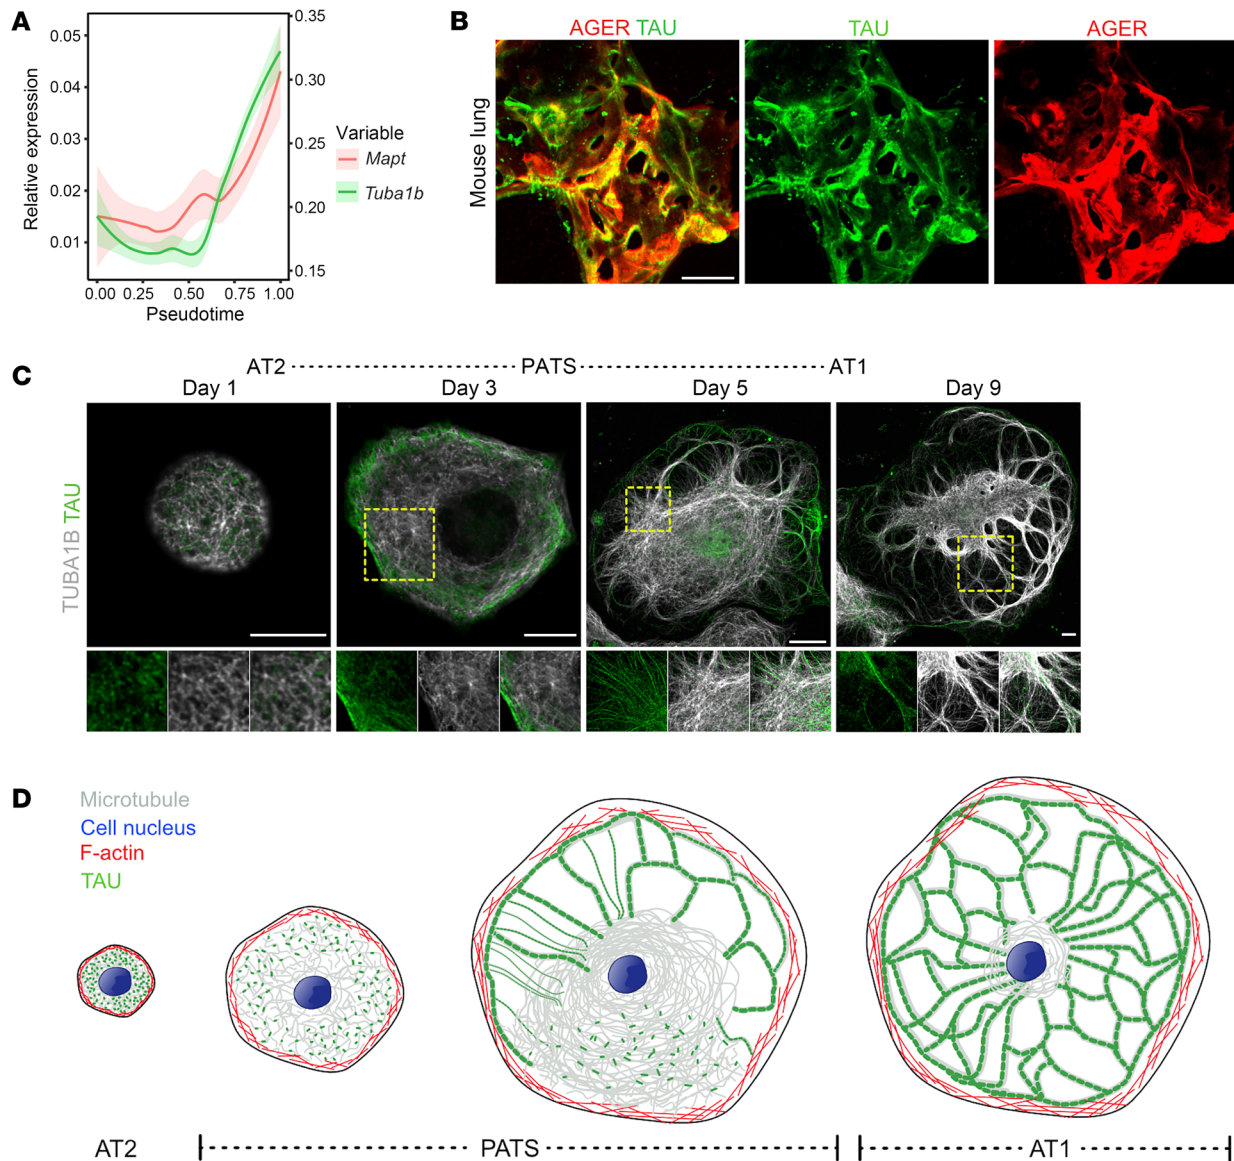 A
0.05
0.04
0.03
0.02
0.01
0.35
0.30
0.25
0.20
0.15
Relative expression
0.00 0.25 0.50 0.75 1.00
Pseudotime
Variable
Mapt
Tuba1b
B
AGER TAU
TAU
AGER
Mouse lung
C
AT2 PATS AT1
Day 1
Day 3
Day 5
Day 9
TUBA1B TAU
D
Microtubule
Cell nucleus
F-actin
TAU
AT2
PATS
AT1